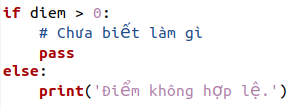 if diem > 0:
    # Chưa biết làm gì
    pass
else:
    print('Điểm không hợp lệ.')